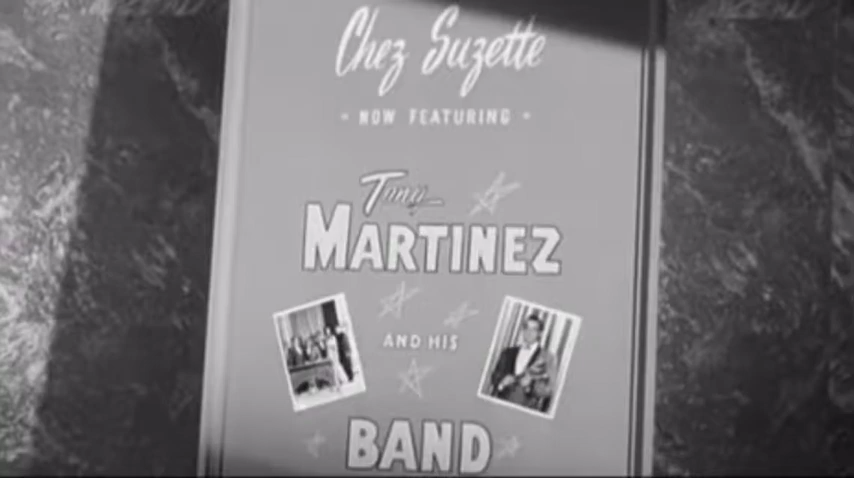 Chez Suzette
- NOW FEATURING -
Tony
MARTINEZ
AND HIS
BAND